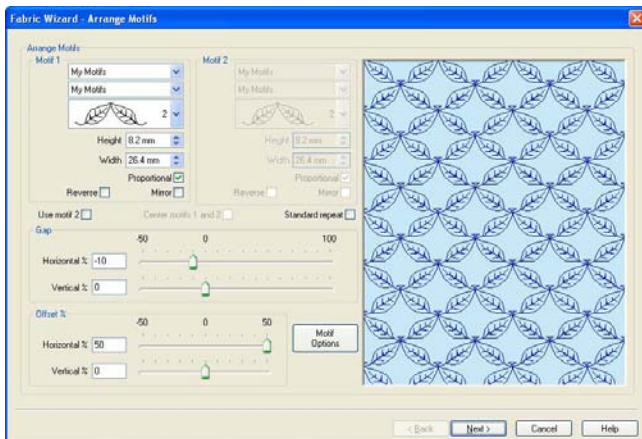 Fabric Wizard - Arrange Motifs
Arrange Motifs
Motif 1
My Motifs
My Motifs
2
Height 8.2 mm
Width 26.4 mm
Proportional
Reverse Mirror
Motif 2
My Motifs
My Motifs
2
Height 8.2 mm
Width 26.4 mm
Proportional
Reverse Mirror
Use motif 2 Center motifs 1 and 2 Standard repeat
Gap
-50 0 100
Horizontal % -10
Vertical % 0
Offset %
-50 0 50
Horizontal % 50
Vertical % 0
Motif
Options
< Back Next > Cancel Help